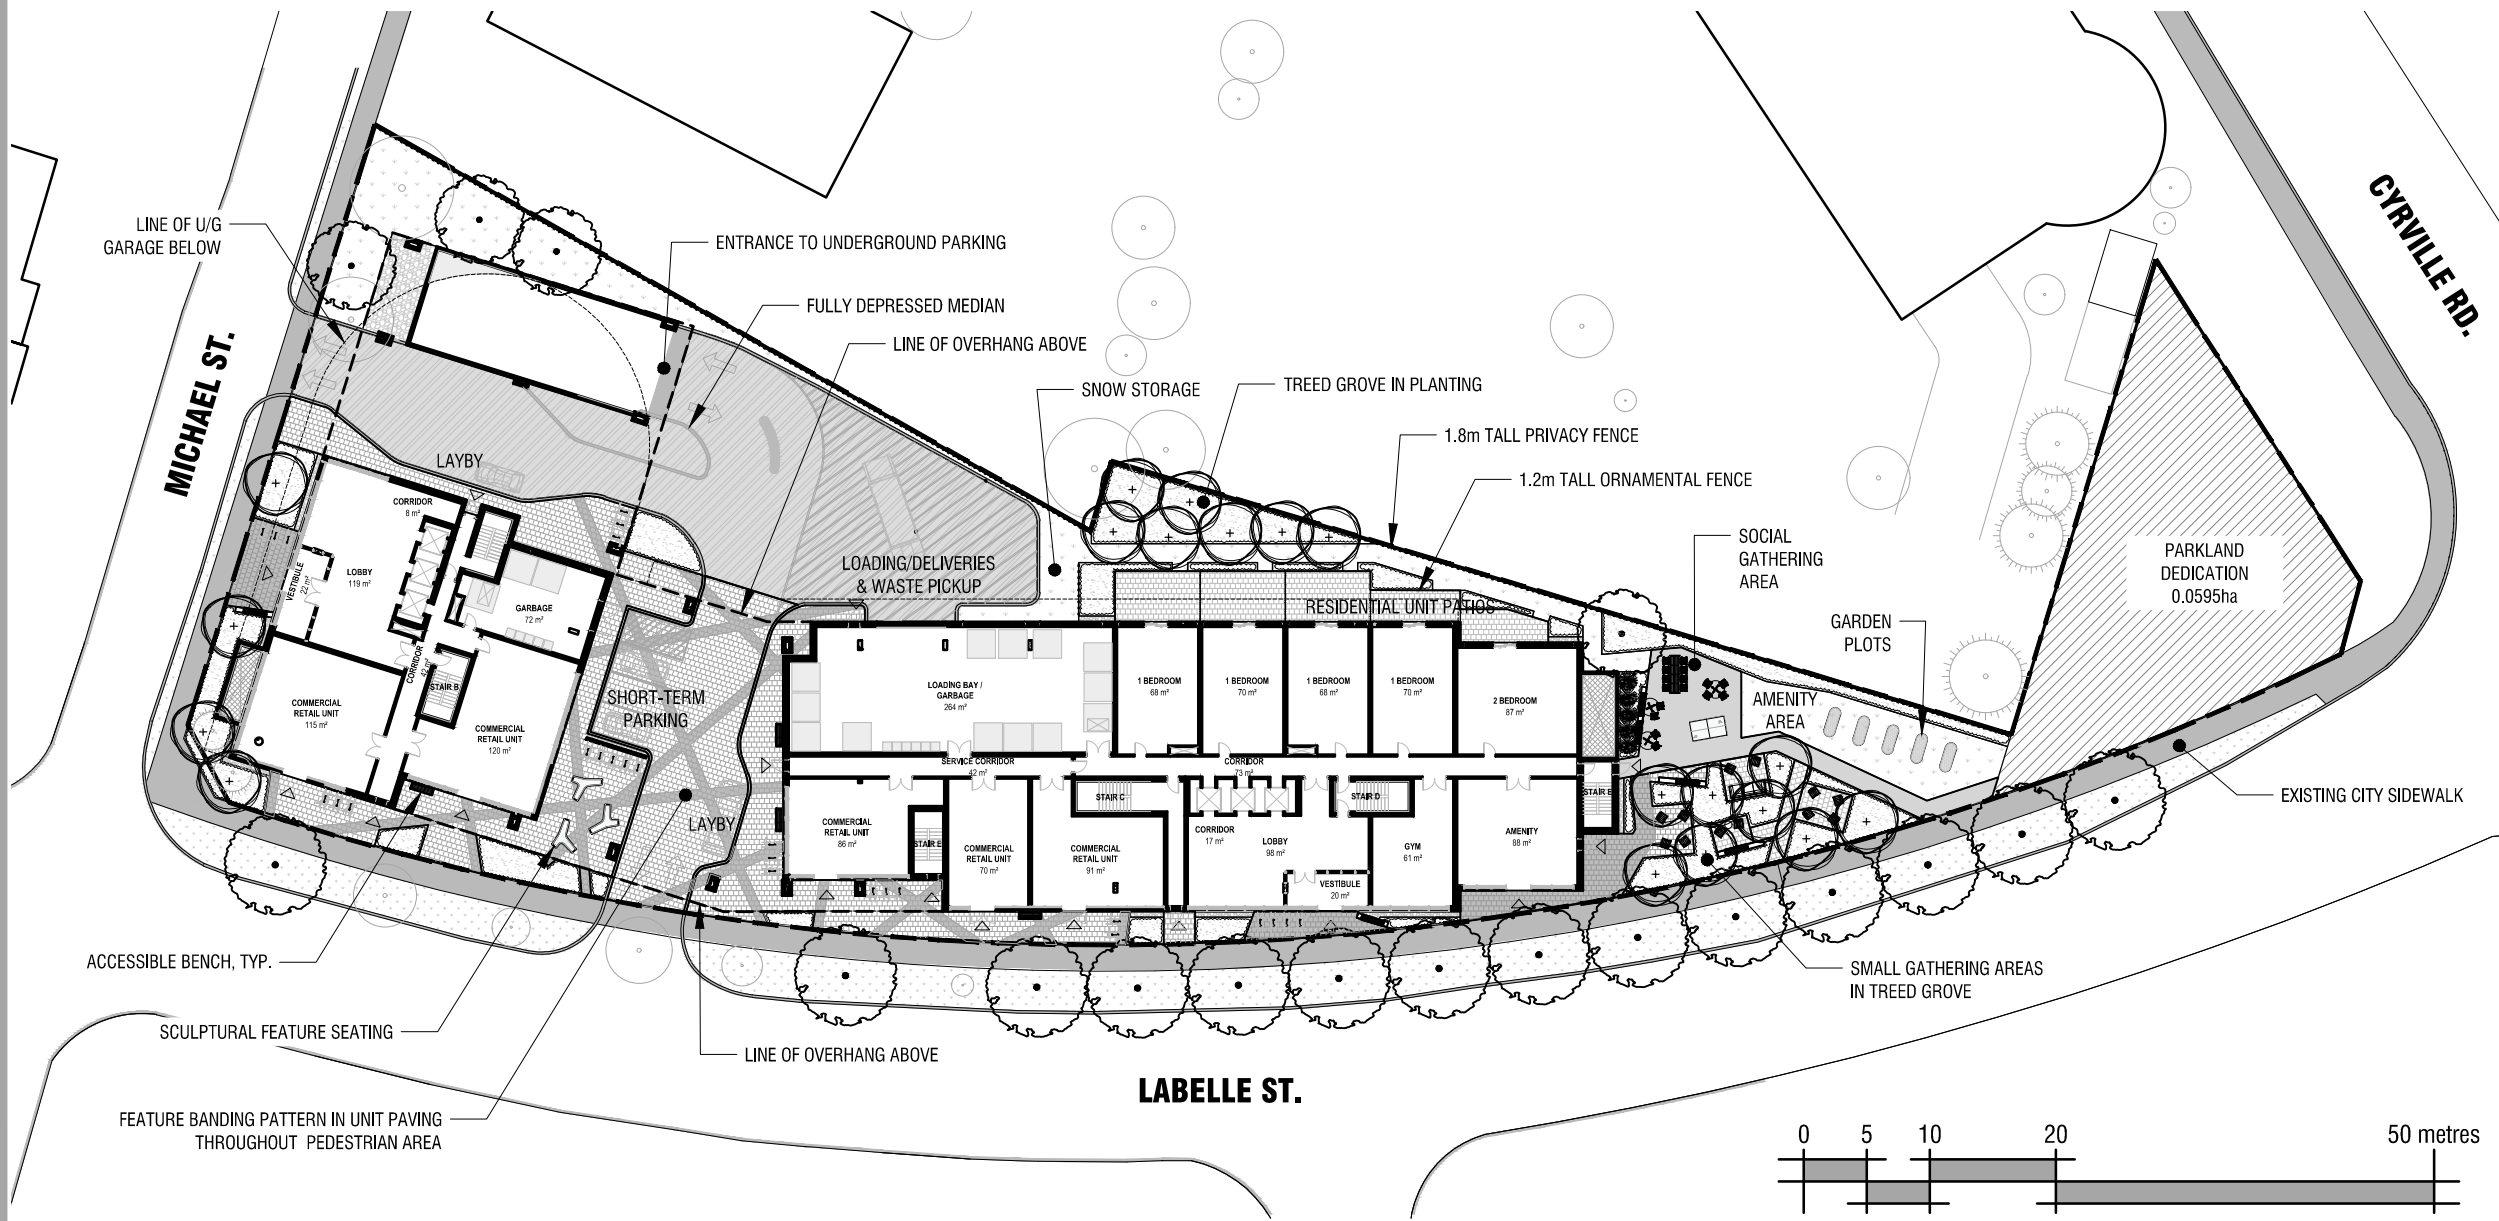 LINE OF U/G
GARAGE BELOW
ENTRANCE TO UNDERGROUND PARKING
FULLY DEPRESSED MEDIAN
LINE OF OVERHANG ABOVE
SNOW STORAGE
TREED GROVE IN PLANTING
1.8m TALL PRIVACY FENCE
1.2m TALL ORNAMENTAL FENCE
CYRVILLE RD.
MICHAEL ST.
SOCIAL
GATHERING
AREA
PARKLAND
DEDICATION
0.0595ha
GARDEN
PLOTS
LAYBY
CORRIDOR
8 m²
LOBBY
119 m²
VESTIBULE
22 m²
GARBAGE
72 m²
CORRIDOR
42 m²
STAIR B
COMMERCIAL
RETAIL UNIT
115 m²
COMMERCIAL
RETAIL UNIT
120 m²
LOADING/DELIVERIES
& WASTE PICKUP
RESIDENTIAL UNIT PATIOS
SHORT-TERM
PARKING
LAYBY
LOADING BAY /
GARBAGE
264 m²
1 BEDROOM
68 m²
1 BEDROOM
70 m²
1 BEDROOM
68 m²
1 BEDROOM
70 m²
2 BEDROOM
87 m²
AMENITY
AREA
SERVICE CORRIDOR
42 m²
CORRIDOR
73 m²
COMMERCIAL
RETAIL UNIT
86 m²
STAIR E
COMMERCIAL
RETAIL UNIT
70 m²
STAIR C
COMMERCIAL
RETAIL UNIT
91 m²
CORRIDOR
17 m²
LOBBY
98 m²
STAIR D
VESTIBULE
20 m²
GYM
61 m²
AMENITY
88 m²
STAIR E
EXISTING CITY SIDEWALK
ACCESSIBLE BENCH, TYP.
SMALL GATHERING AREAS
IN TREED GROVE
SCULPTURAL FEATURE SEATING
LINE OF OVERHANG ABOVE
LABELLE ST.
FEATURE BANDING PATTERN IN UNIT PAVING
THROUGHOUT PEDESTRIAN AREA
0 5 10 20 50 metres